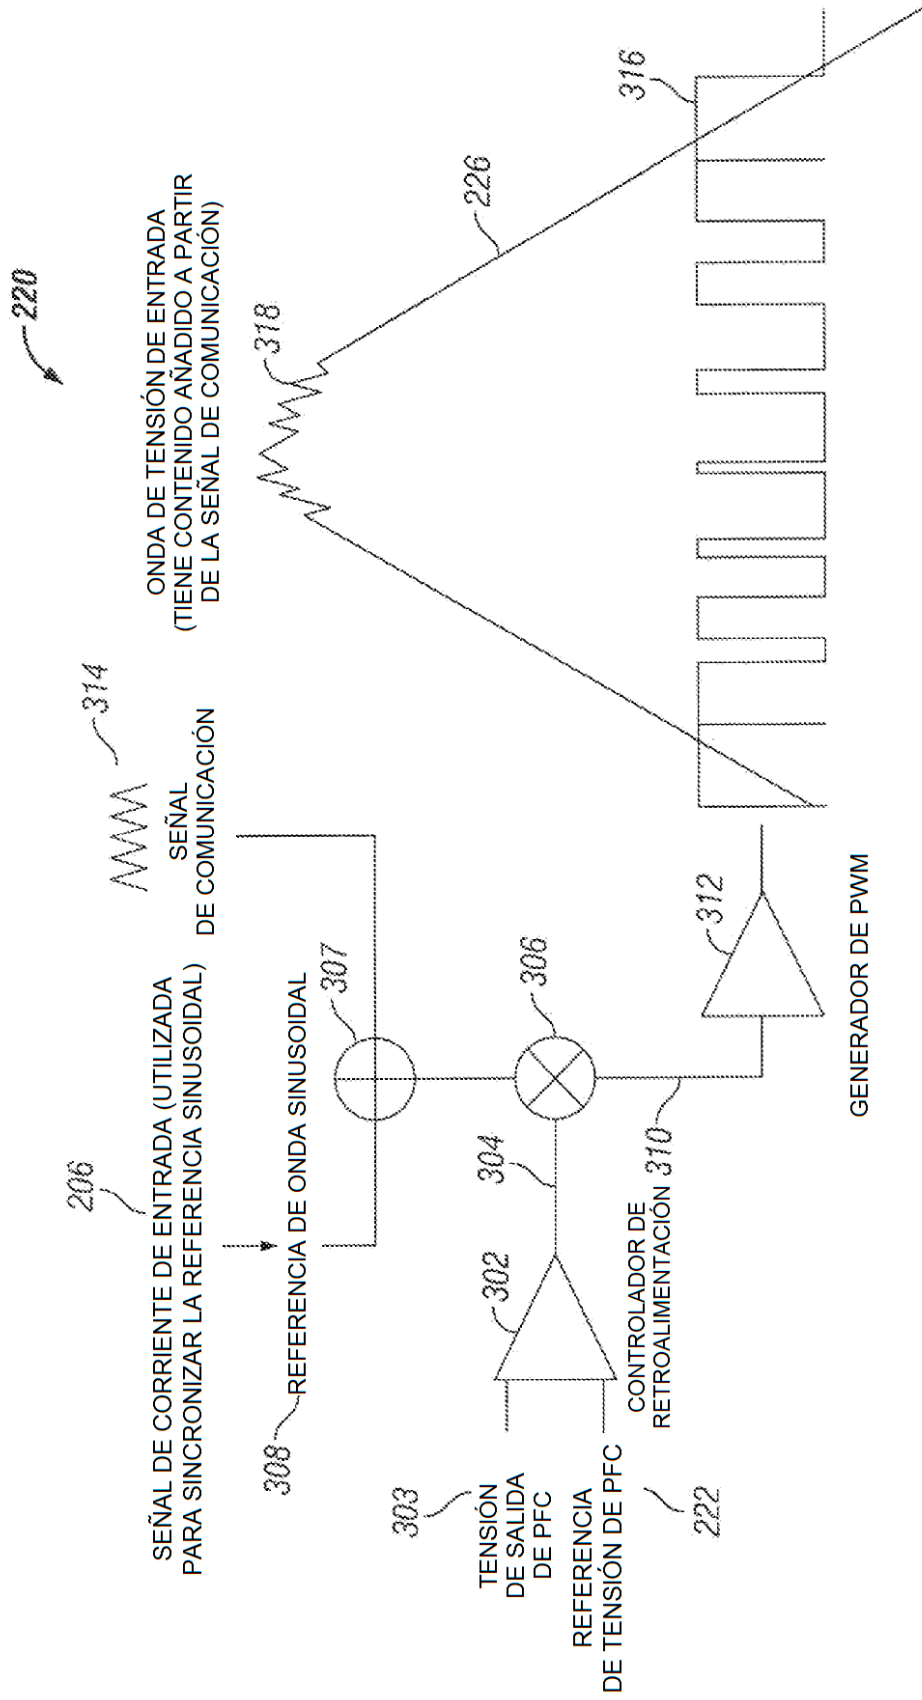 220
ONDA DE TENSIÓN DE ENTRADA
(TIENE CONTENIDO AÑADIDO A PARTIR
DE LA SEÑAL DE COMUNICACIÓN)
318
226
316
314
SEÑAL
DE COMUNICACIÓN
206
SEÑAL DE CORRIENTE DE ENTRADA (UTILIZADA
PARA SINCRONIZAR LA REFERENCIA SINUSOIDAL)
308
REFERENCIA DE ONDA SINUSOIDAL
307
306
304
302
303
TENSIÓN
DE SALIDA
DE PFC
REFERENCIA
DE TENSIÓN DE PFC
222
CONTROLADOR DE
RETROALIMENTACIÓN
310
312
GENERADOR DE PWM